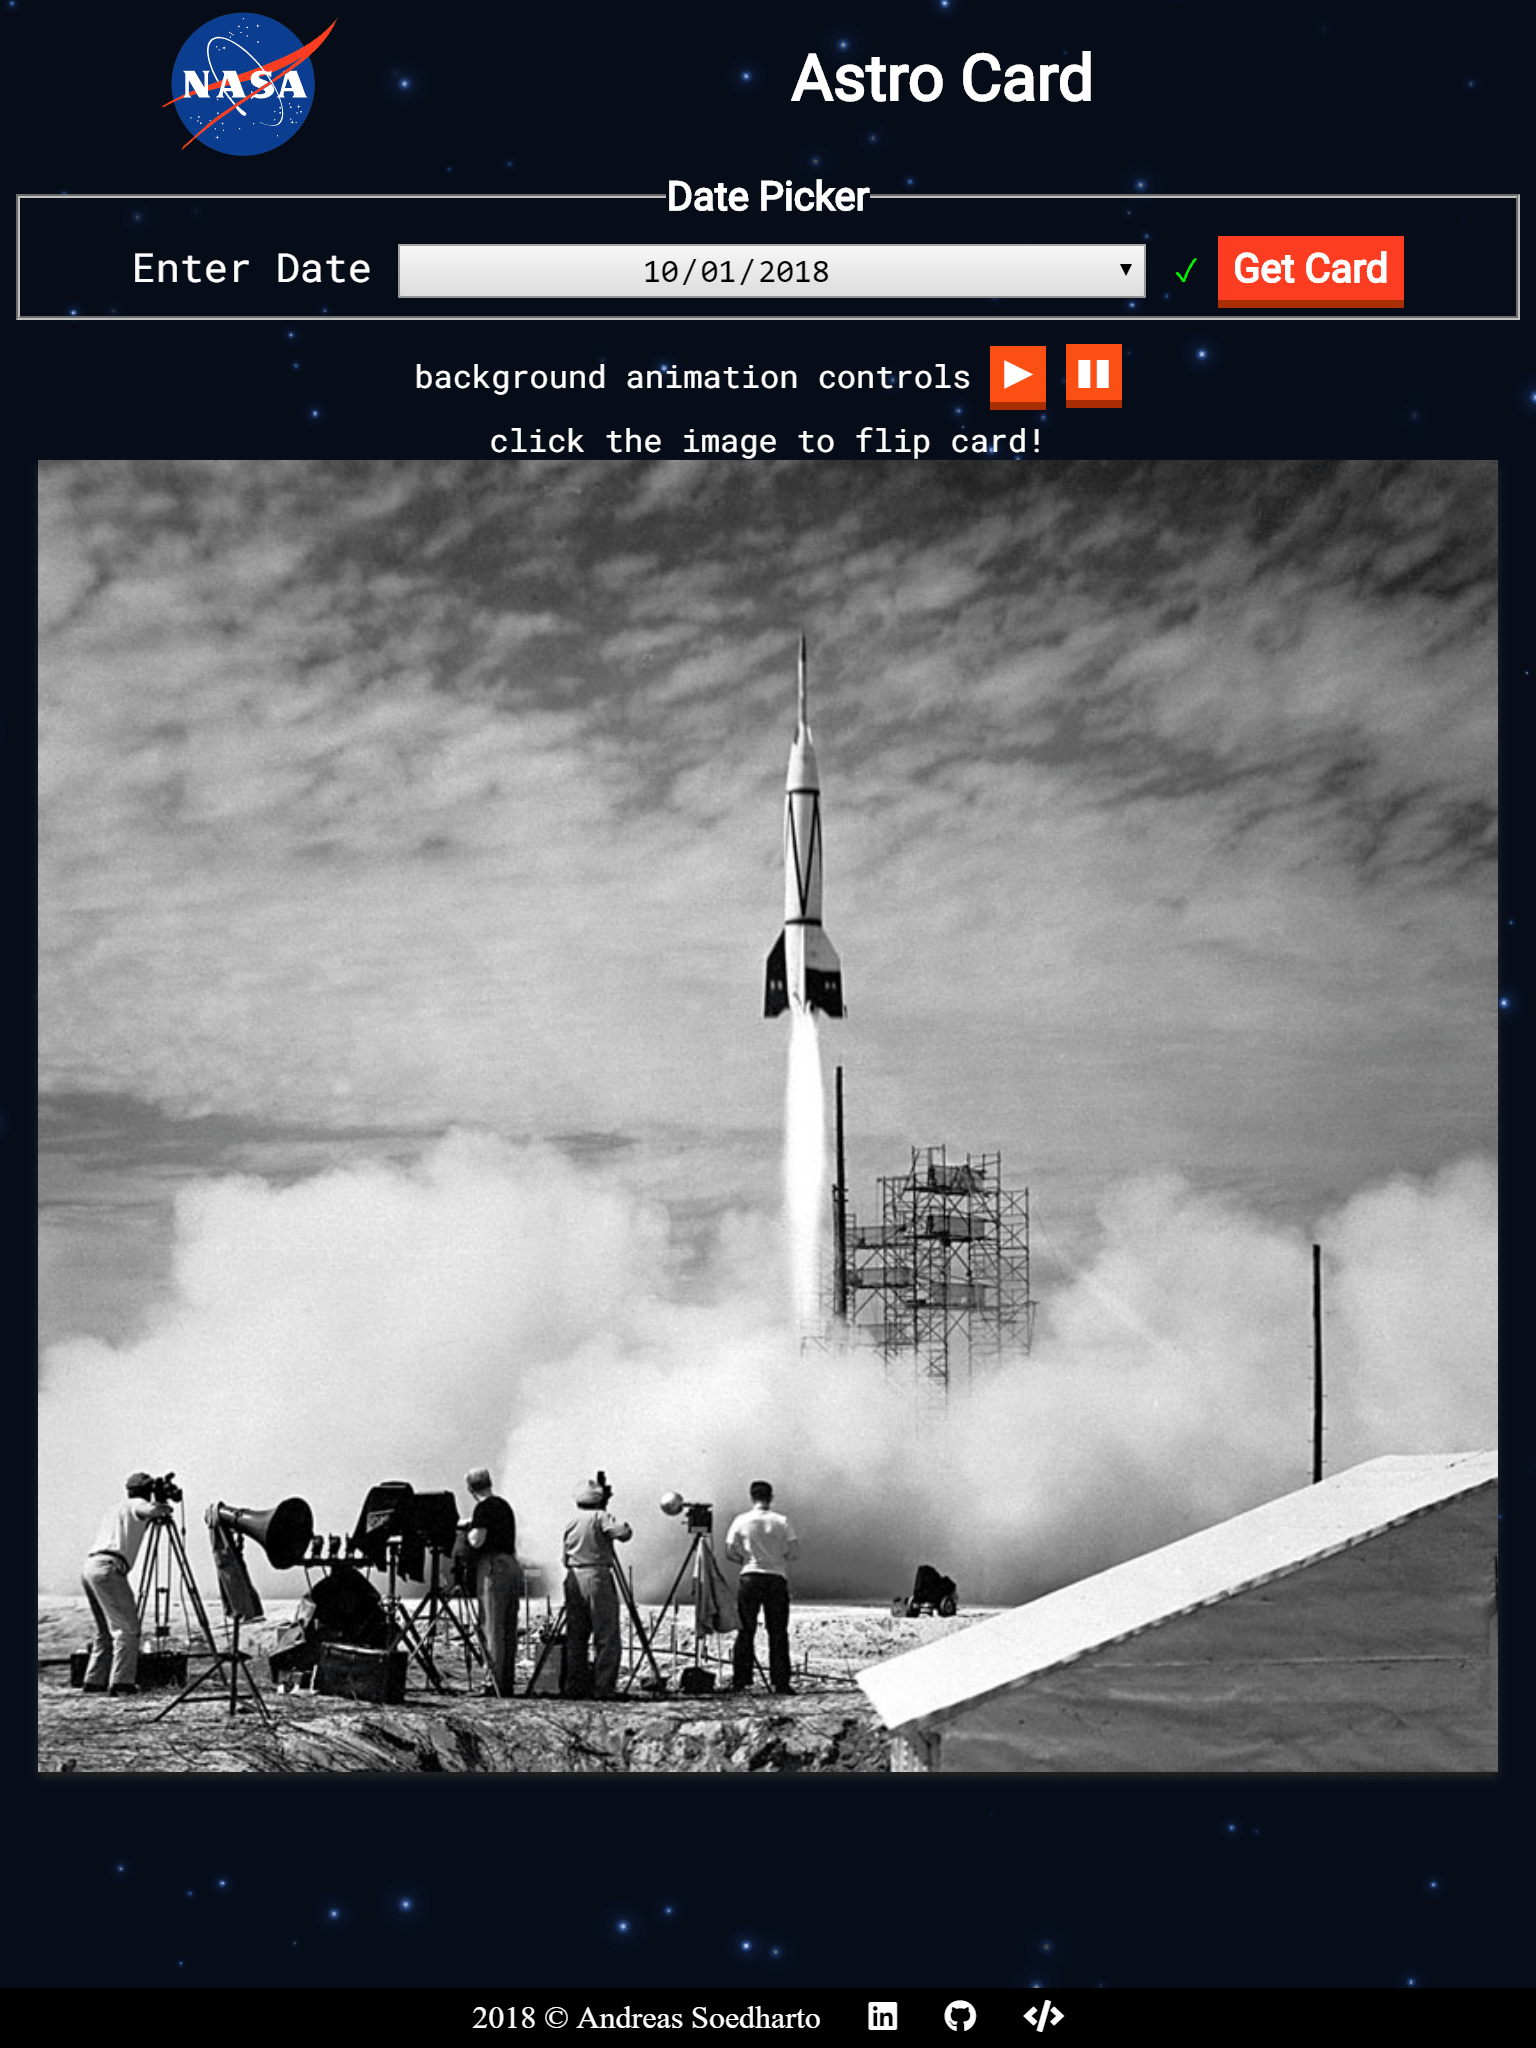 NASA
Astro Card
Date Picker
Enter Date 10/01/2018 ▼ ✓ Get Card
background animation controls
click the image to flip card!
2018 © Andreas Soedharto